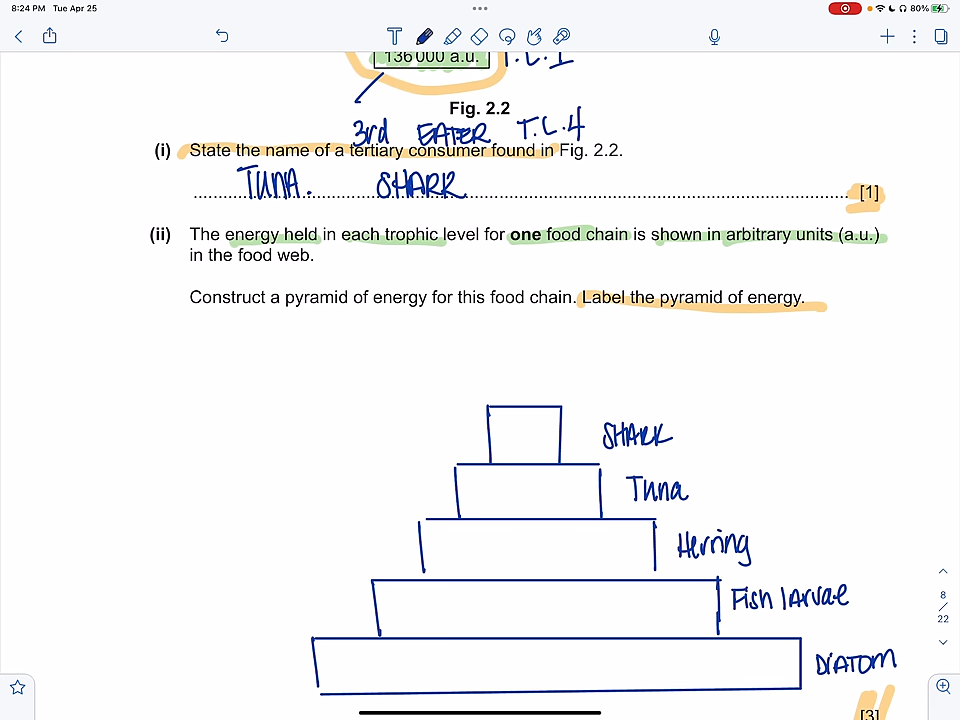 8:24 PM Tue Apr 25
80%
136 000 a.u. T.L.1
Fig. 2.2
3rd EATER T.L.4
(i) State the name of a tertiary consumer found in Fig. 2.2.
TUNA. SHARK
[1]
(ii) The energy held in each trophic level for one food chain is shown in arbitrary units (a.u.)
in the food web.
Construct a pyramid of energy for this food chain. Label the pyramid of energy.
SHARK
Tuna
Herring
Fish larvae
DIATOM
[3]
8
/
22